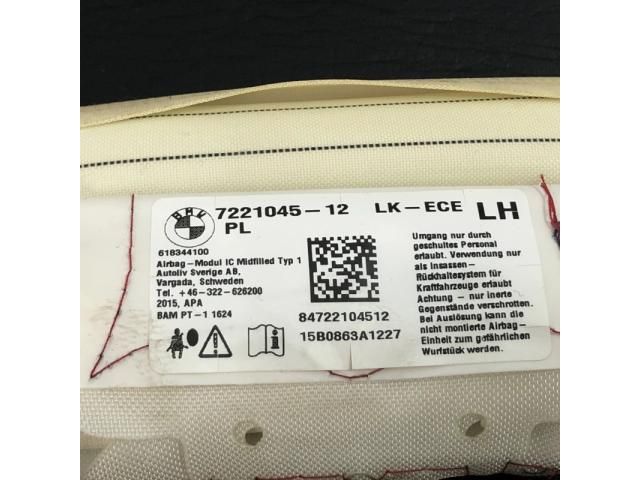 BMW
7221045-12 LK-ECE LH
PL
618344100
Airbag-Modul IC Midfilled Typ 1
Autoliv Sverige AB,
Vargada, Schweden
Tel. +46-322-626200
2015, APA
BAM PT-1 1624
84722104512
15B0863A1227
Umgang nur durch
geschultes Personal
erlaubt. Verwendung nur
als Insassen-
Rückhaltesystem für
Kraftfahrzeuge erlaubt
Achtung - nur inerte
Gegenstände schroffen.
Bei Auslösung kann die
nicht montierte Airbag-
Einheit zum gefährlichen
Wurfstück werden.